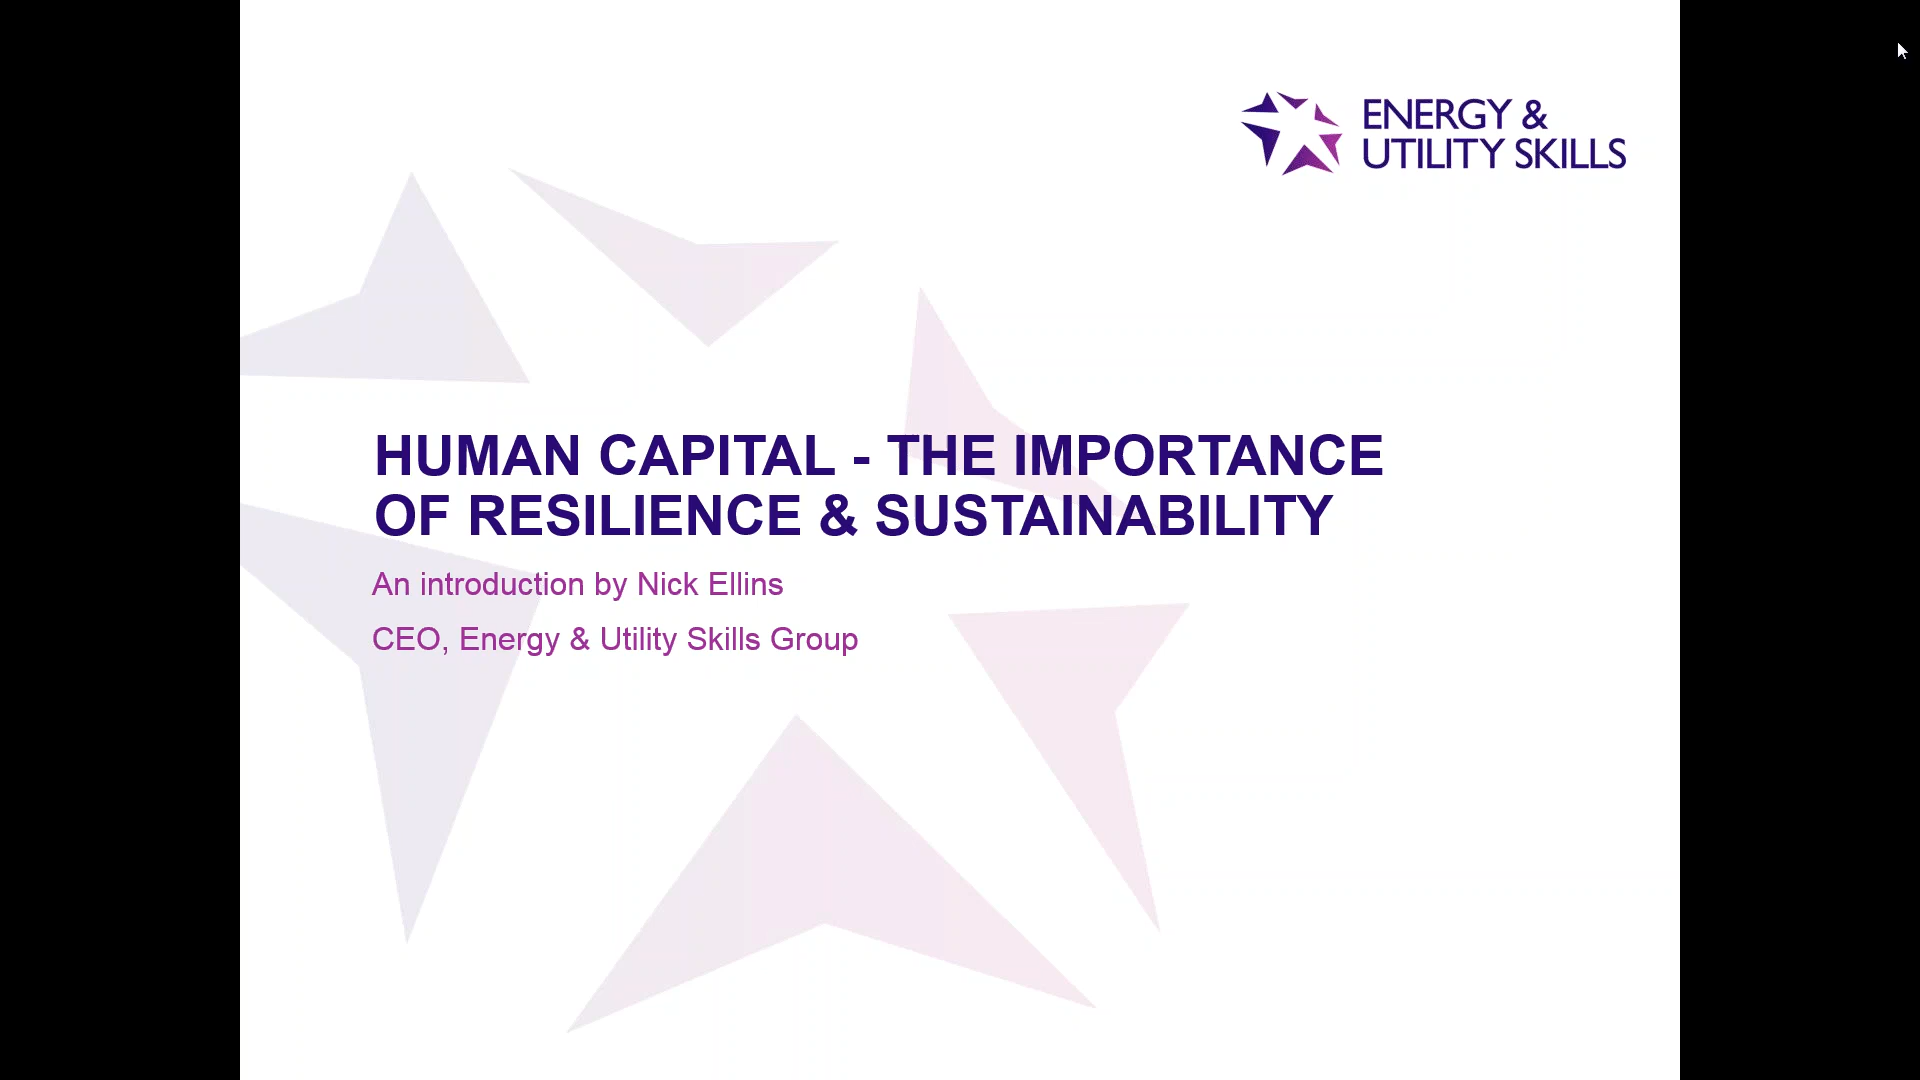 ENERGY &
UTILITY SKILLS
HUMAN CAPITAL - THE IMPORTANCE
OF RESILIENCE & SUSTAINABILITY
An introduction by Nick Ellins
CEO, Energy & Utility Skills Group